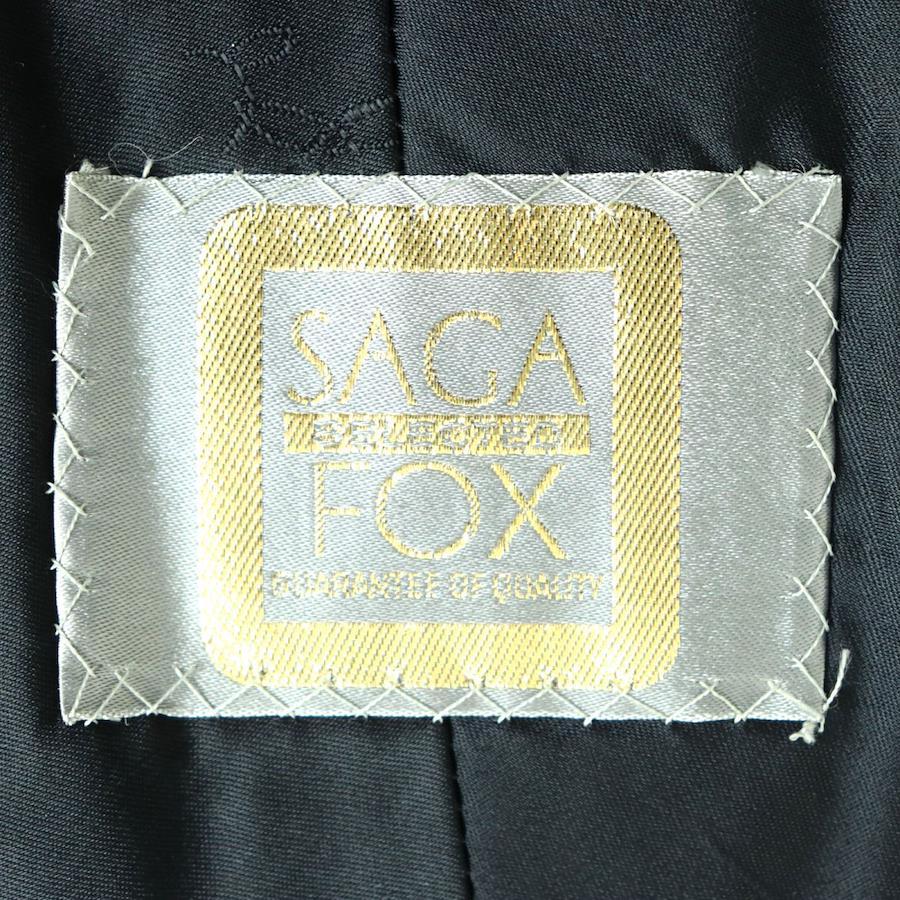 SAGA
SELECTED
FOX
GUARANTEE OF QUALITY